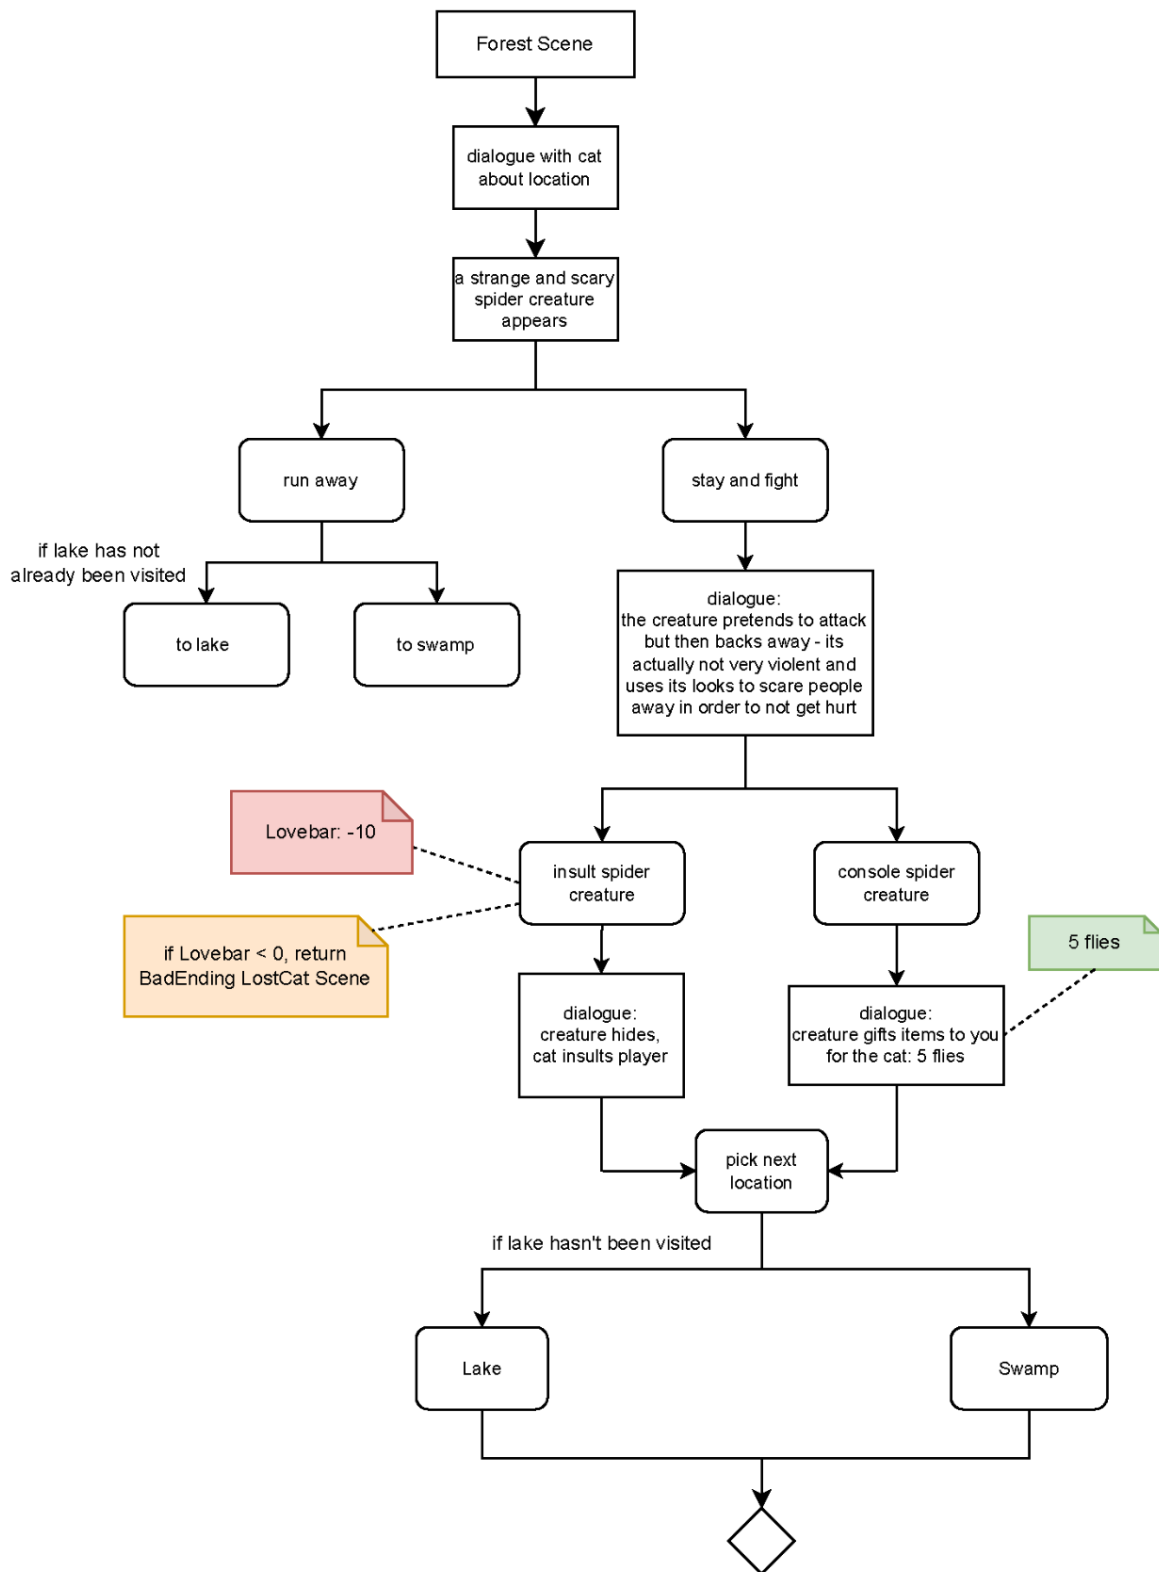 Forest Scene
dialogue with cat
about location
a strange and scary
spider creature
appears
run away
stay and fight
if lake has not
already been visited
to lake
to swamp
dialogue:
the creature pretends to attack
but then backs away - its
actually not very violent and
uses its looks to scare people
away in order to not get hurt
Lovebar: -10
insult spider
creature
console spider
creature
if Lovebar < 0, return
BadEnding LostCat Scene
5 flies
dialogue:
creature hides,
cat insults player
dialogue:
creature gifts items to you
for the cat: 5 flies
pick next
location
if lake hasn't been visited
Lake
Swamp